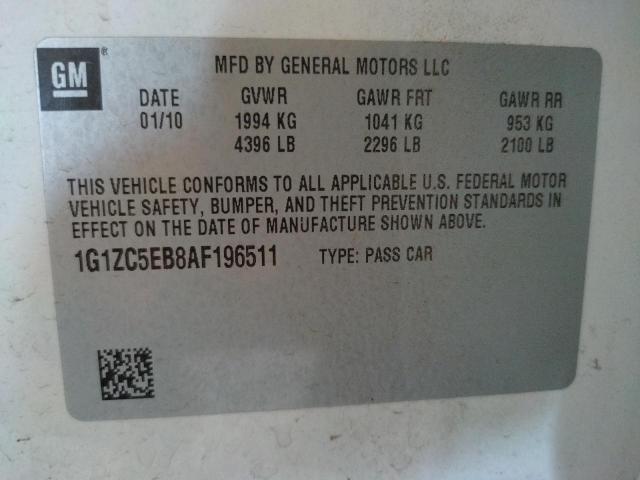 GM®
MFD BY GENERAL MOTORS LLC
DATE GVWR GAWR FRT GAWR RR
01/10 1994 KG 1041 KG 953 KG
4396 LB 2296 LB 2100 LB
THIS VEHICLE CONFORMS TO ALL APPLICABLE U.S. FEDERAL MOTOR
VEHICLE SAFETY, BUMPER, AND THEFT PREVENTION STANDARDS IN
EFFECT ON THE DATE OF MANUFACTURE SHOWN ABOVE.
1G1ZC5EB8AF196511 TYPE: PASS CAR